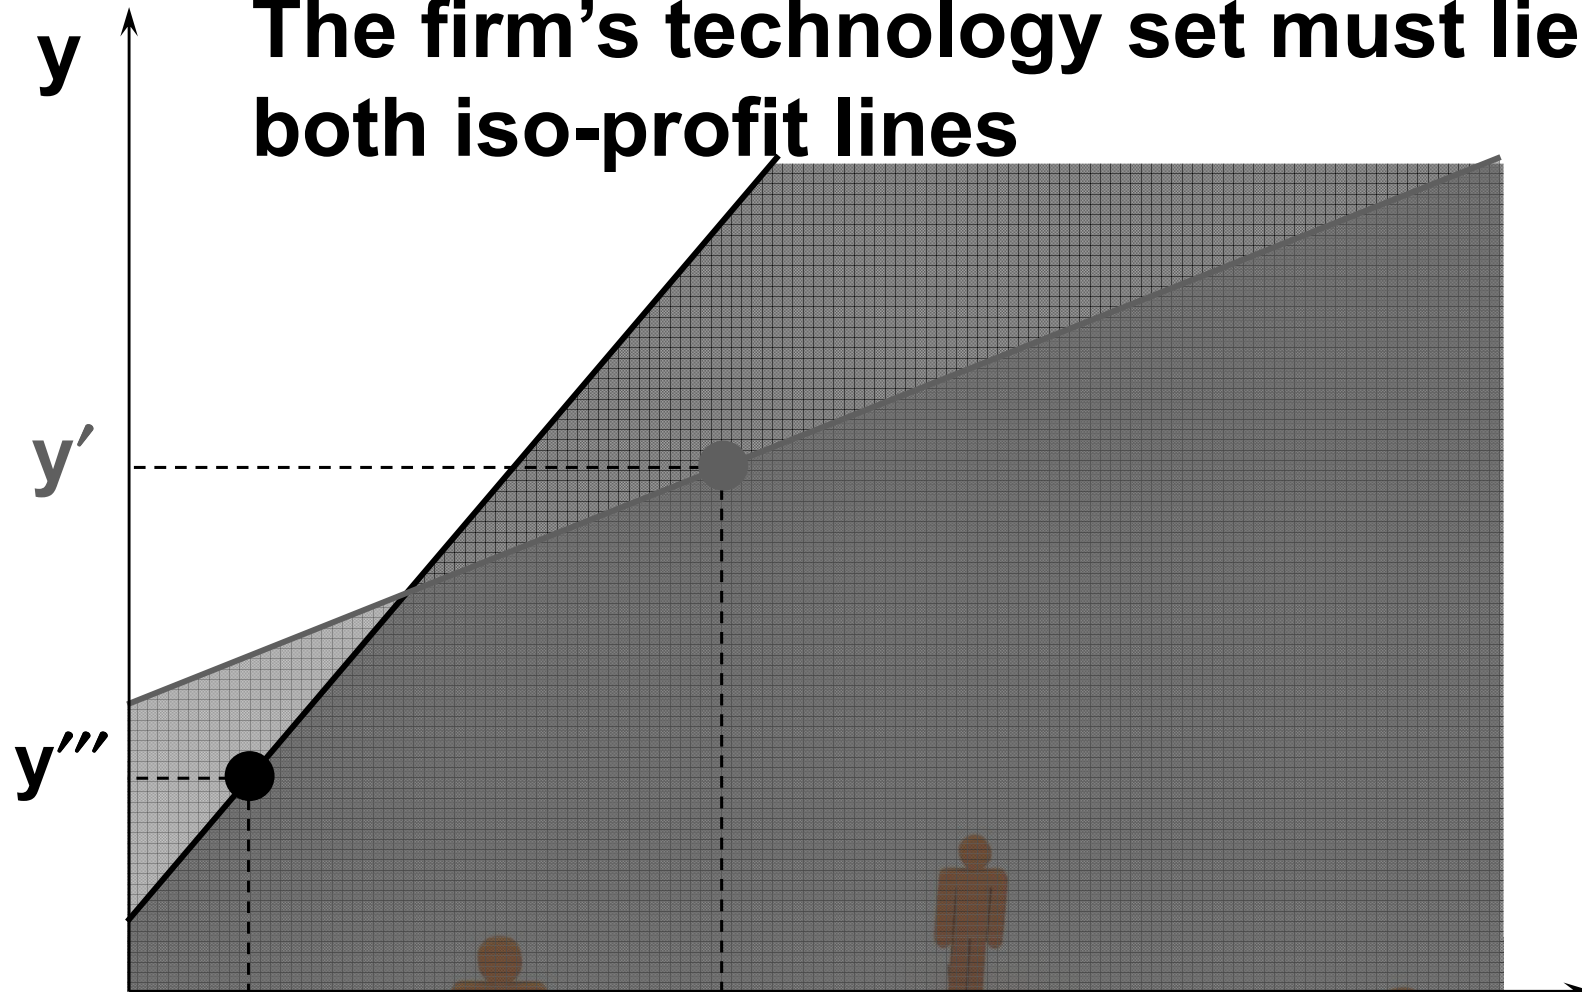 The firm’s technology set must lie
both iso-profit lines
y
y′
y′′′